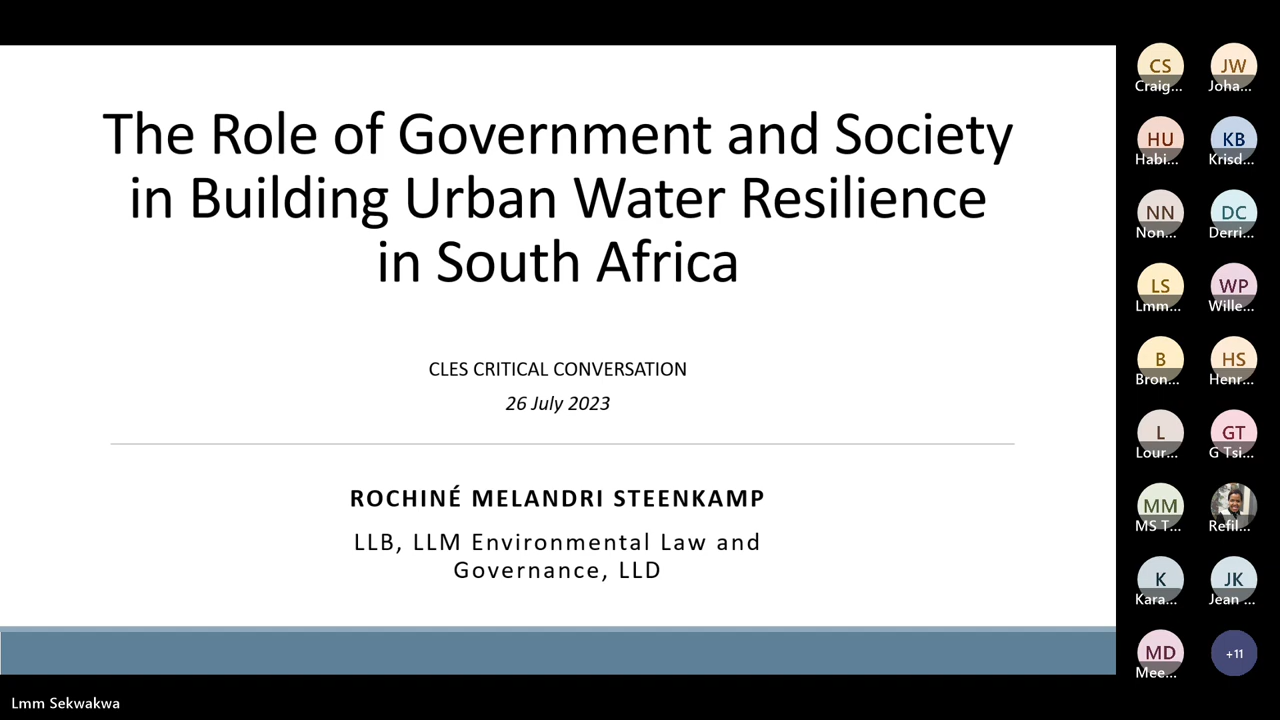 The Role of Government and Society
in Building Urban Water Resilience
in South Africa
CLES CRITICAL CONVERSATION
26 July 2023
ROCHINÉ MELANDRI STEENKAMP
LLB, LLM Environmental Law and
Governance, LLD
CS
Craig...
JW
Joha...
HU
Habi...
KB
Krisd...
NN
Non...
DC
Derri...
LS
Lmm...
WP
Wille...
B
Bron...
HS
Henr...
L
Lour...
GT
G Tsi...
MM
MS T...
Refil...
K
Kara...
JK
Jean ...
MD
Mee...
+11
Lmm Sekwakwa